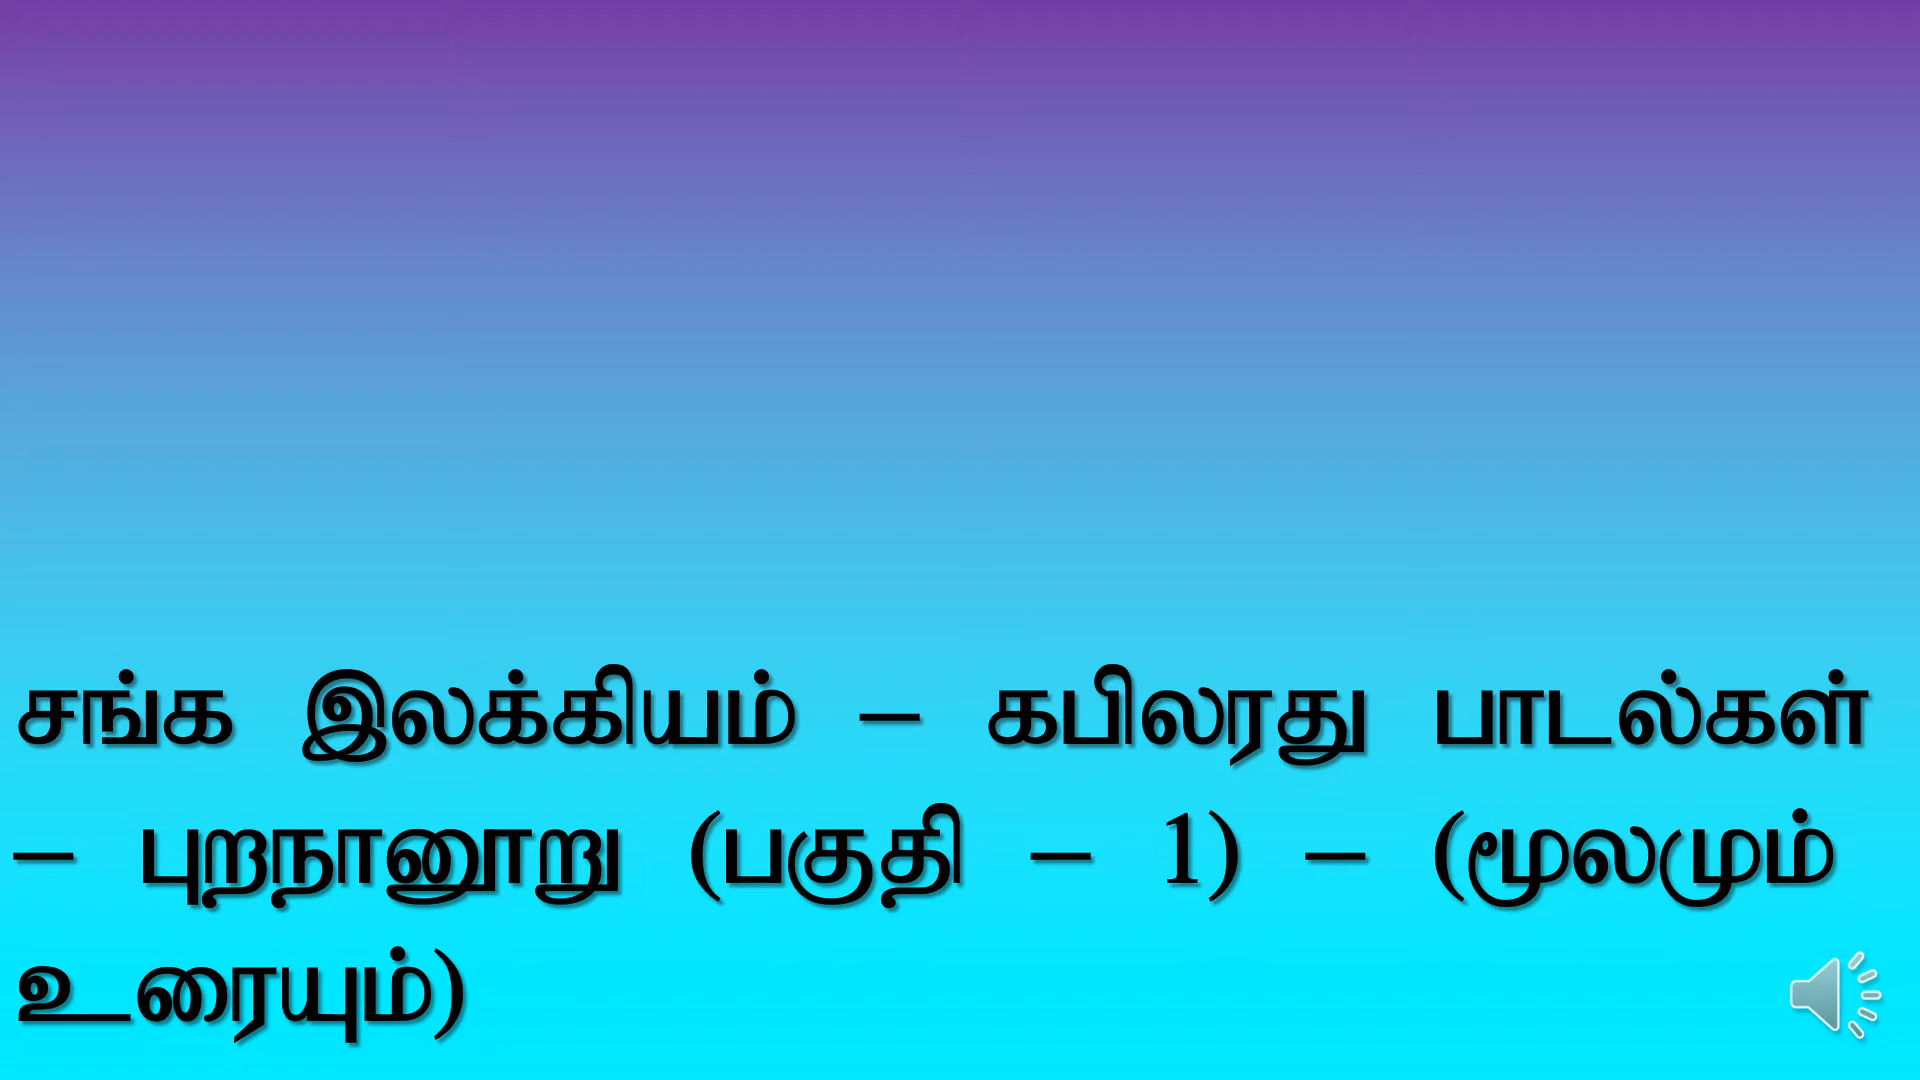 சங்க இலக்கியம் – கபிலரது பாடல்கள்
– புறநானூறு (பகுதி – 1) – (மூலமும்
உரையும்)